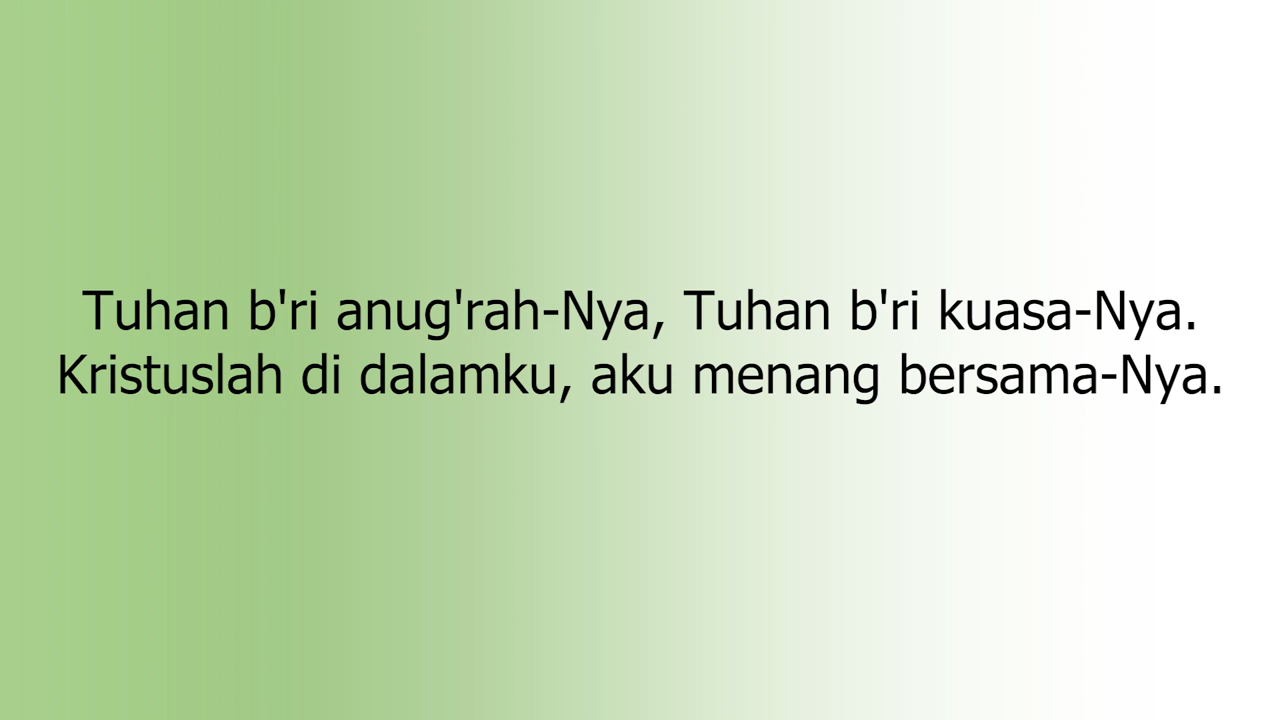 Tuhan b'ri anug'rah-Nya, Tuhan b'ri kuasa-Nya.
Kristuslah di dalamku, aku menang bersama-Nya.